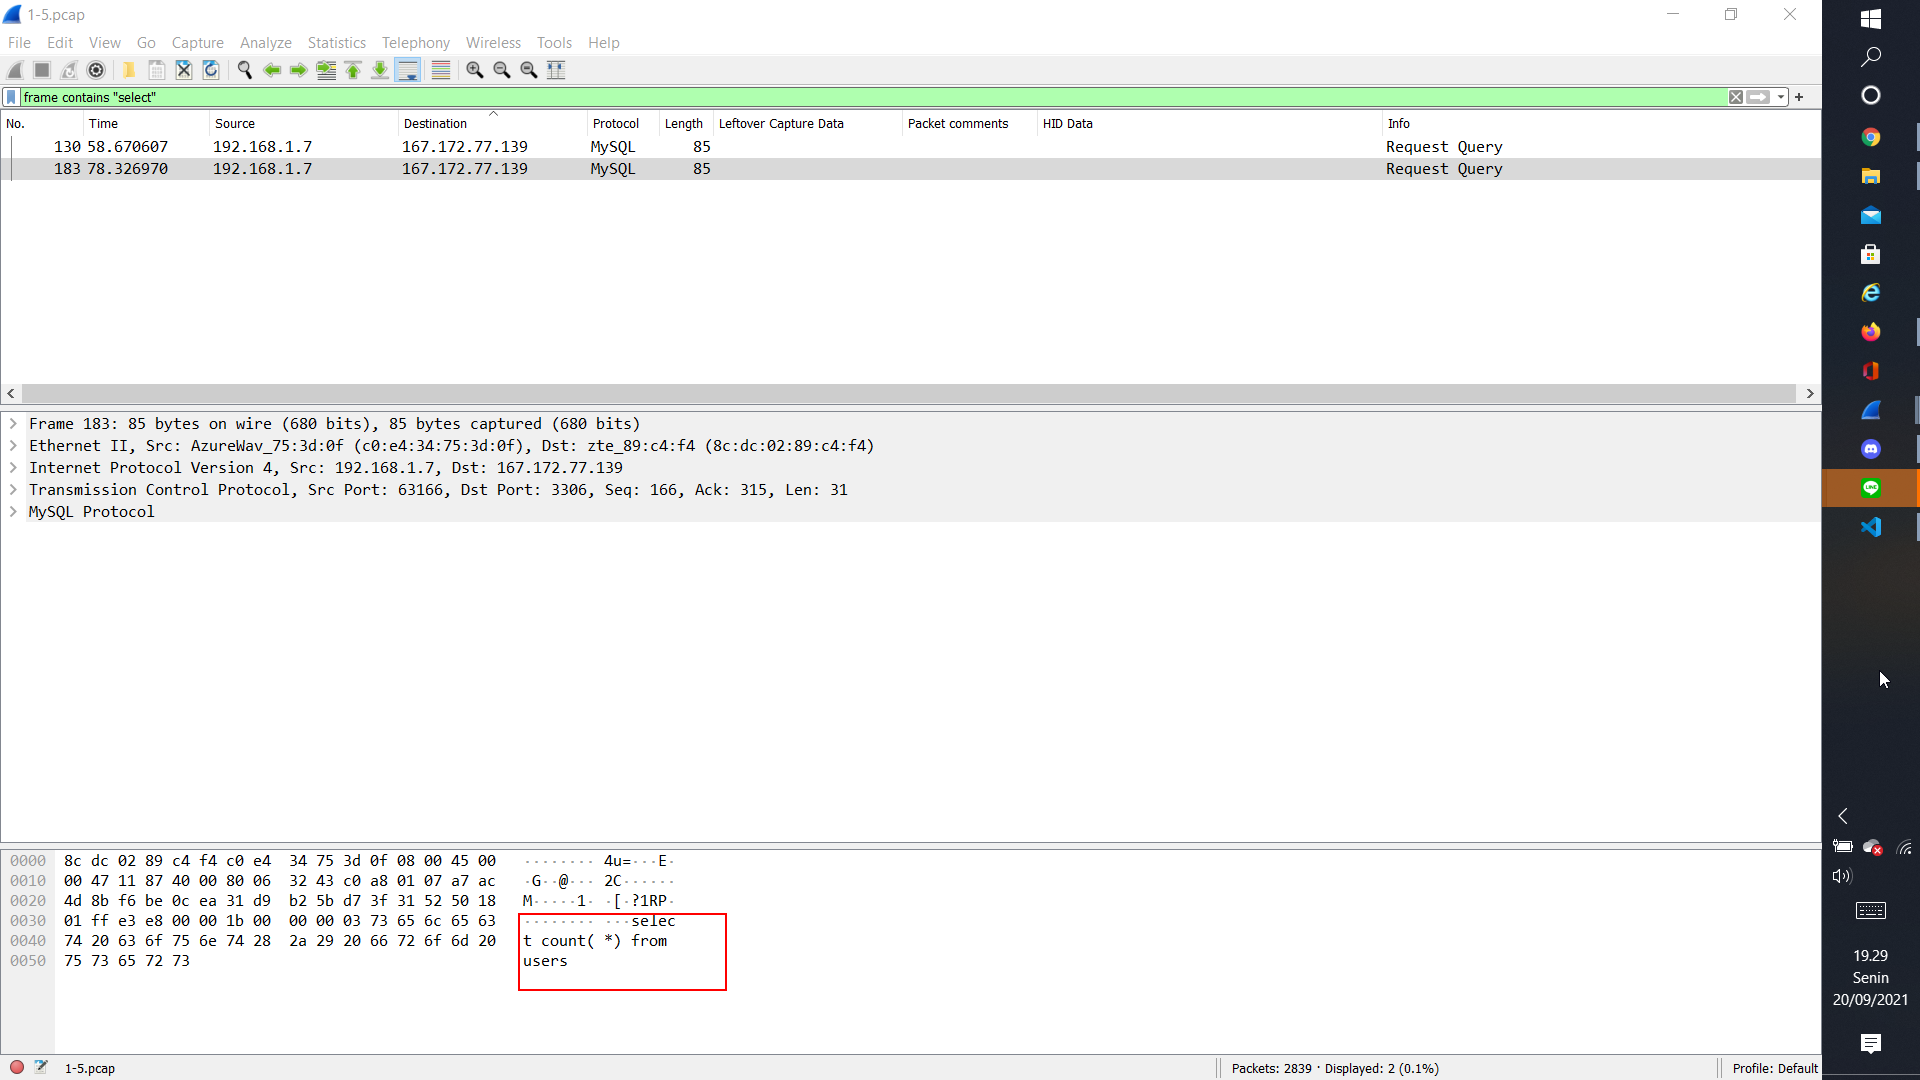 1-5.pcap
File Edit View Go Capture Analyze Statistics Telephony Wireless Tools Help
frame contains "select"
No. Time Source Destination Protocol Length Leftover Capture Data Packet comments HID Data Info
130 58.670607 192.168.1.7 167.172.77.139 MySQL 85 Request Query
183 78.326970 192.168.1.7 167.172.77.139 MySQL 85 Request Query
Frame 183: 85 bytes on wire (680 bits), 85 bytes captured (680 bits)
Ethernet II, Src: AzureWav_75:3d:0f (c0:e4:34:75:3d:0f), Dst: zte_89:c4:f4 (8c:dc:02:89:c4:f4)
Internet Protocol Version 4, Src: 192.168.1.7, Dst: 167.172.77.139
Transmission Control Protocol, Src Port: 63166, Dst Port: 3306, Seq: 166, Ack: 315, Len: 31
MySQL Protocol
0000 8c dc 02 89 c4 f4 c0 e4 34 75 3d 0f 08 00 45 00 ········ 4u=···E·
0010 00 47 11 87 40 00 80 06 32 43 c0 a8 01 07 a7 ac ·G··@··· 2C······
0020 4d 8b f6 be 0c ea 31 d9 b2 5b d7 3f 31 52 50 18 M·····1· ·[·?1RP·
0030 01 ff e3 e8 00 00 1b 00 00 00 03 73 65 6c 65 63 ········ ···selec
0040 74 20 63 6f 75 6e 74 28 2a 29 20 66 72 6f 6d 20 t count( *) from
0050 75 73 65 72 73 users
1-5.pcap
Packets: 2839 · Displayed: 2 (0.1%)
Profile: Default
19.29
Senin
20/09/2021